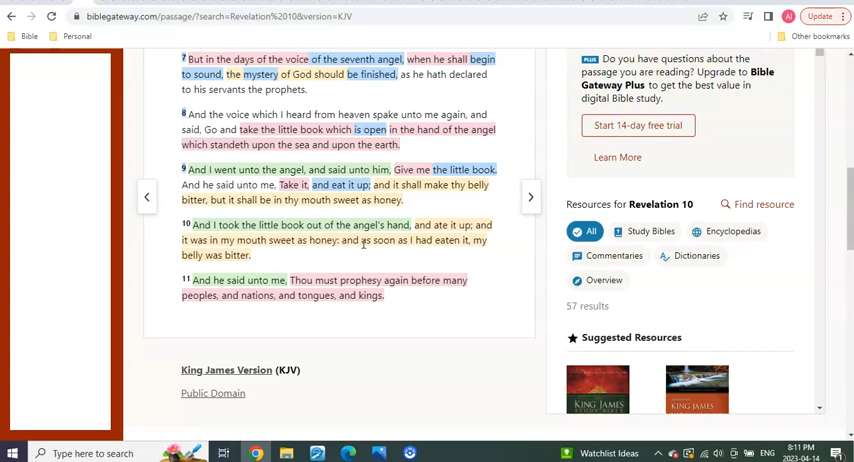 biblegateway.com/passage/?search=Revelation%2010&version=KJV
AI
Update
Bible
Personal
Other bookmarks
7 But in the days of the voice of the seventh angel, when he shall begin
to sound, the mystery of God should be finished, as he hath declared
to his servants the prophets.
8 And the voice which I heard from heaven spake unto me again, and
said, Go and take the little book which is open in the hand of the angel
which standeth upon the sea and upon the earth.
9 And I went unto the angel, and said unto him, Give me the little book.
And he said unto me, Take it, and eat it up; and it shall make thy belly
bitter, but it shall be in thy mouth sweet as honey.
10 And I took the little book out of the angel's hand, and ate it up; and
it was in my mouth sweet as honey: and as soon as I had eaten it, my
belly was bitter.
11 And he said unto me, Thou must prophesy again before many
peoples, and nations, and tongues, and kings.
King James Version (KJV)
Public Domain
PLUS Do you have questions about the
passage you are reading? Upgrade to Bible
Gateway Plus to get the best value in
digital Bible study.
Start 14-day free trial
Learn More
Resources for Revelation 10
Find resource
All
Study Bibles
Encyclopedias
Commentaries
Dictionaries
Overview
57 results
Suggested Resources
KING JAMES
KING JAMES
Type here to search
Watchlist Ideas
ENG
8:11 PM
2023-04-14
1